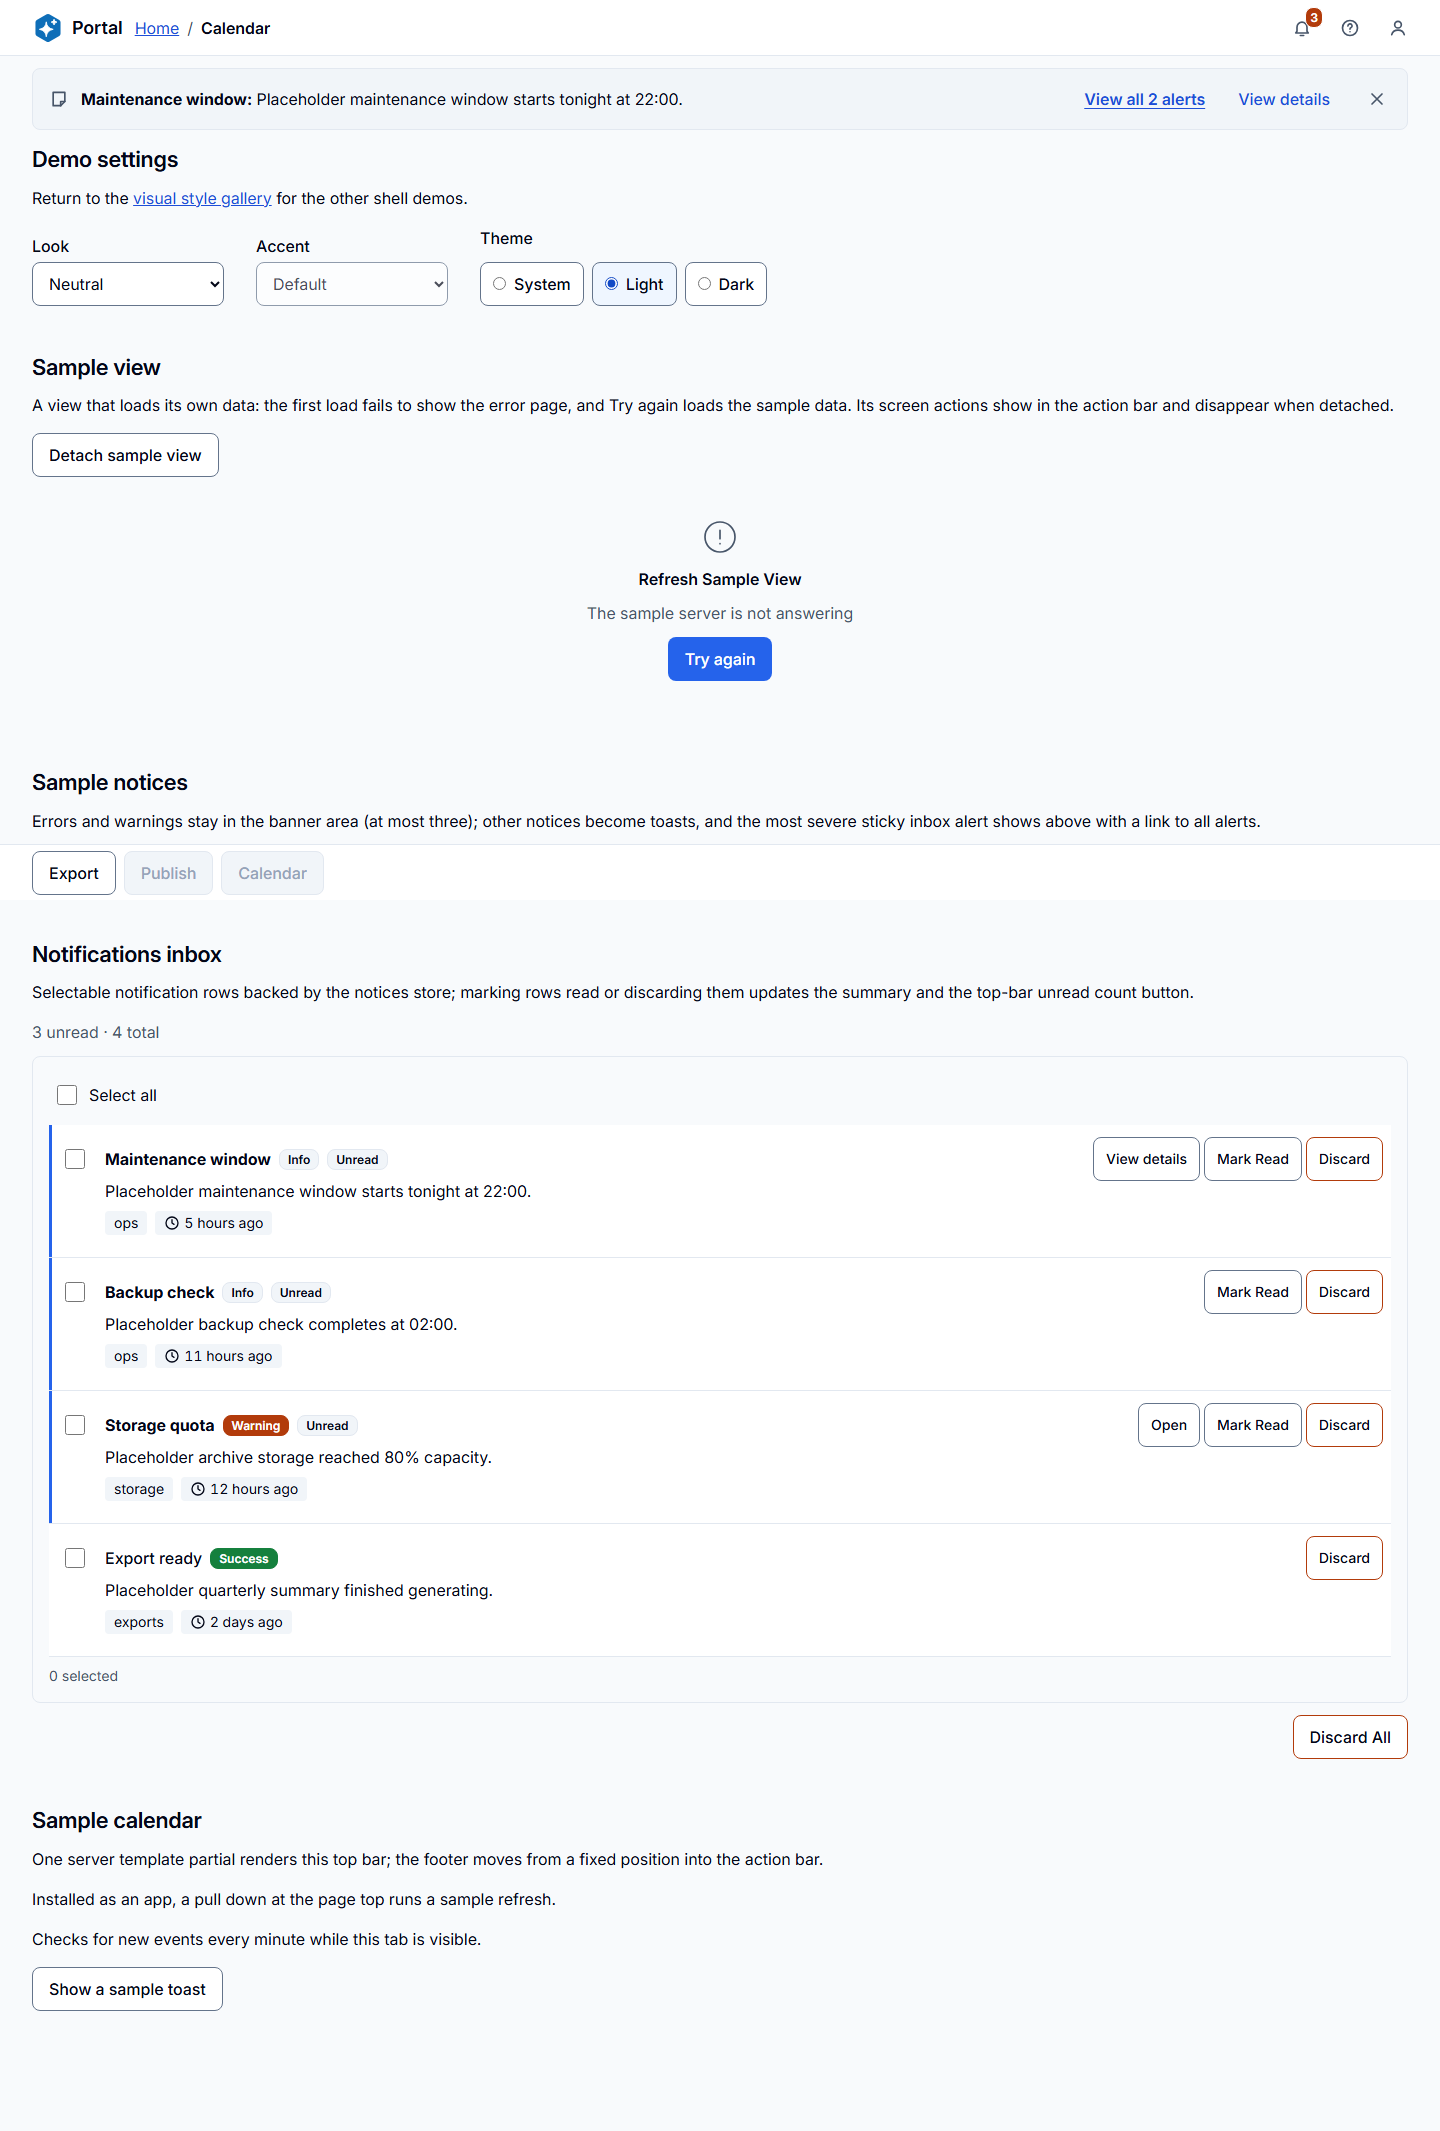 Portal Home / Calendar
3
Maintenance window: Placeholder maintenance window starts tonight at 22:00. View all 2 alerts View details
Demo settings
Return to the visual style gallery for the other shell demos.
Look
Neutral
Accent
Default
Theme
System Light Dark
Sample view
A view that loads its own data: the first load fails to show the error page, and Try again loads the sample data. Its screen actions show in the action bar and disappear when detached.
Detach sample view
Refresh Sample View
The sample server is not answering
Try again
Sample notices
Errors and warnings stay in the banner area (at most three); other notices become toasts, and the most severe sticky inbox alert shows above with a link to all alerts.
Export Publish Calendar
Notifications inbox
Selectable notification rows backed by the notices store; marking rows read or discarding them updates the summary and the top-bar unread count button.
3 unread · 4 total
Select all
Maintenance window Info Unread View details Mark Read Discard
Placeholder maintenance window starts tonight at 22:00.
ops 5 hours ago
Backup check Info Unread Mark Read Discard
Placeholder backup check completes at 02:00.
ops 11 hours ago
Storage quota Warning Unread Open Mark Read Discard
Placeholder archive storage reached 80% capacity.
storage 12 hours ago
Export ready Success Discard
Placeholder quarterly summary finished generating.
exports 2 days ago
0 selected
Discard All
Sample calendar
One server template partial renders this top bar; the footer moves from a fixed position into the action bar.
Installed as an app, a pull down at the page top runs a sample refresh.
Checks for new events every minute while this tab is visible.
Show a sample toast